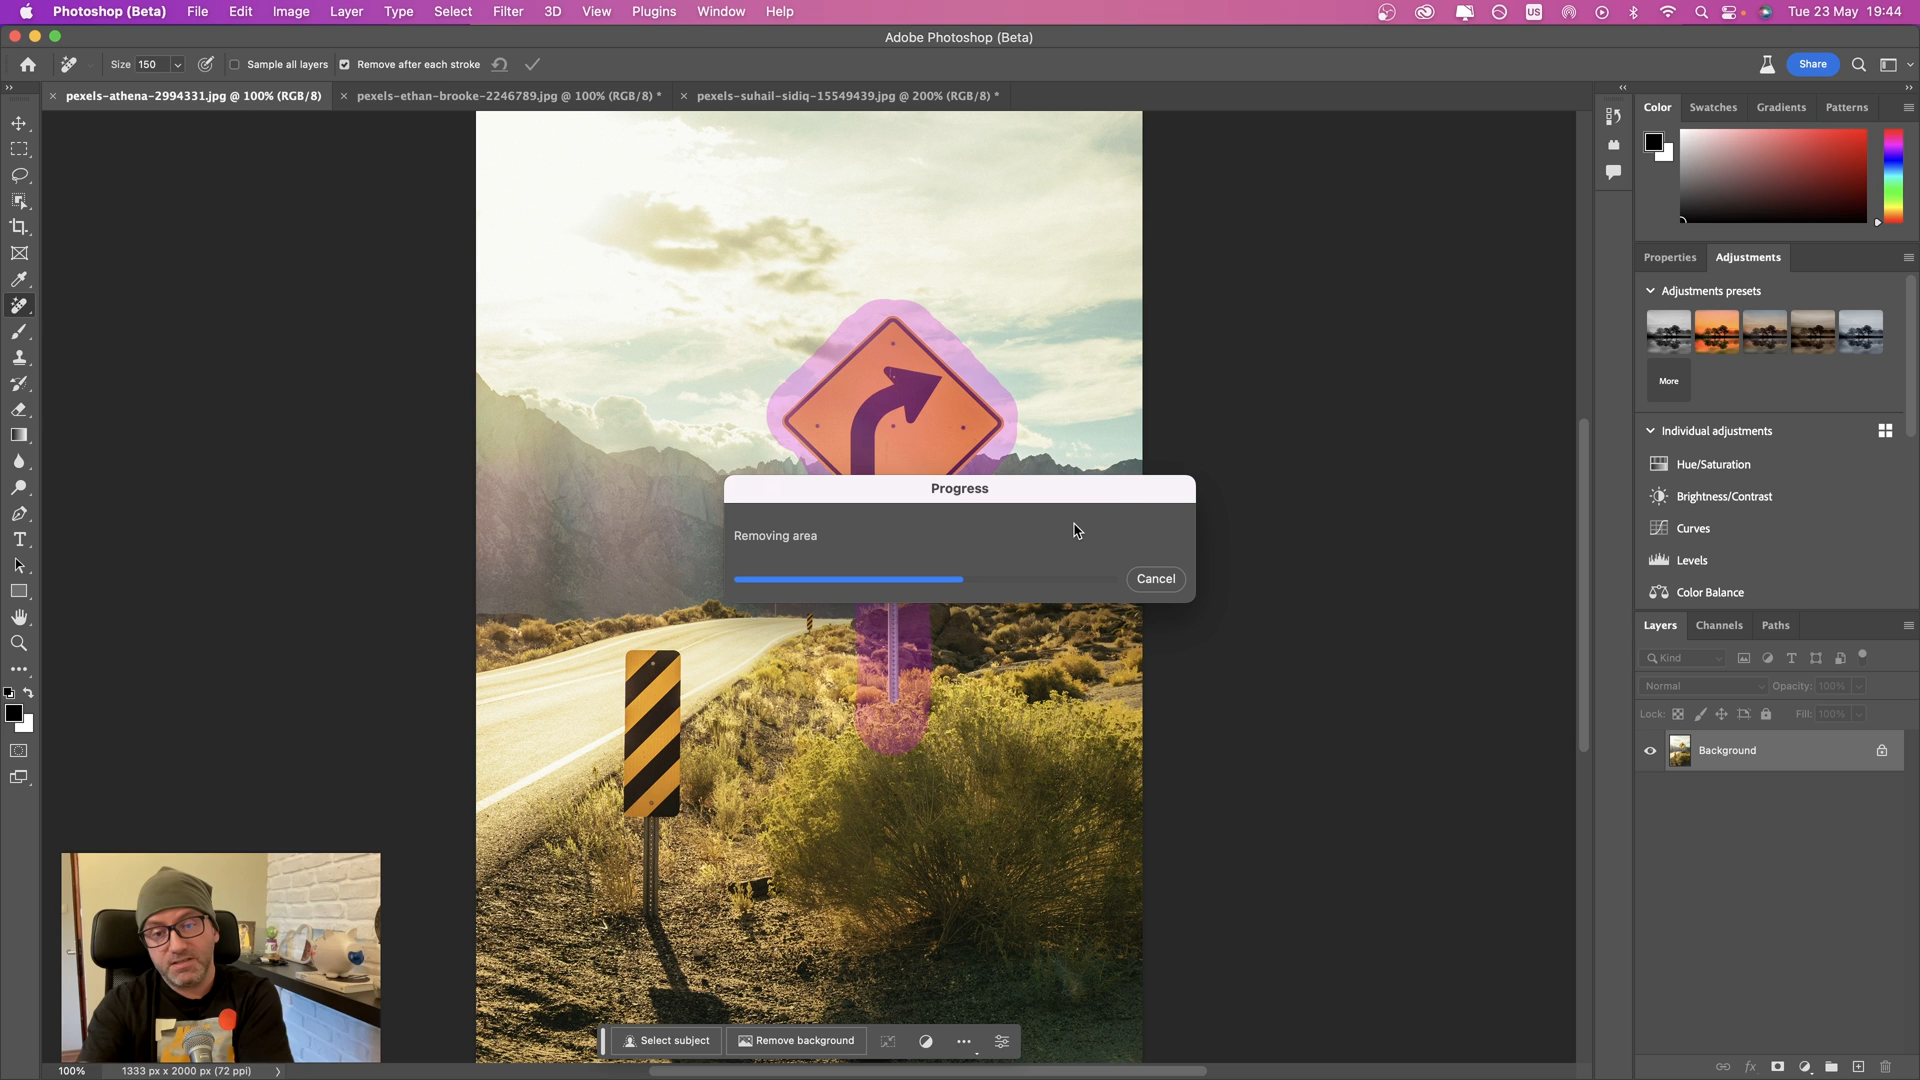 Photoshop (Beta) File Edit Image Layer Type Select Filter 3D View Plugins Window Help US Tue 23 May 19:44
Adobe Photoshop (Beta)
Size 150 Sample all layers Remove after each stroke Share
pexels-athena-2994331.jpg @ 100% (RGB/8) pexels-ethan-brooke-2246789.jpg @ 100% (RGB/8) * pexels-suhail-sidiq-15549439.jpg @ 200% (RGB/8) *
Color Swatches Gradients Patterns
Properties Adjustments
Adjustments presets
More
Individual adjustments
Hue/Saturation
Brightness/Contrast
Curves
Levels
Color Balance
Progress
Removing area
Cancel
Layers Channels Paths
Kind
Normal Opacity: 100%
Lock: Fill: 100%
Background
Select subject Remove background
100% 1333 px x 2000 px (72 ppi)